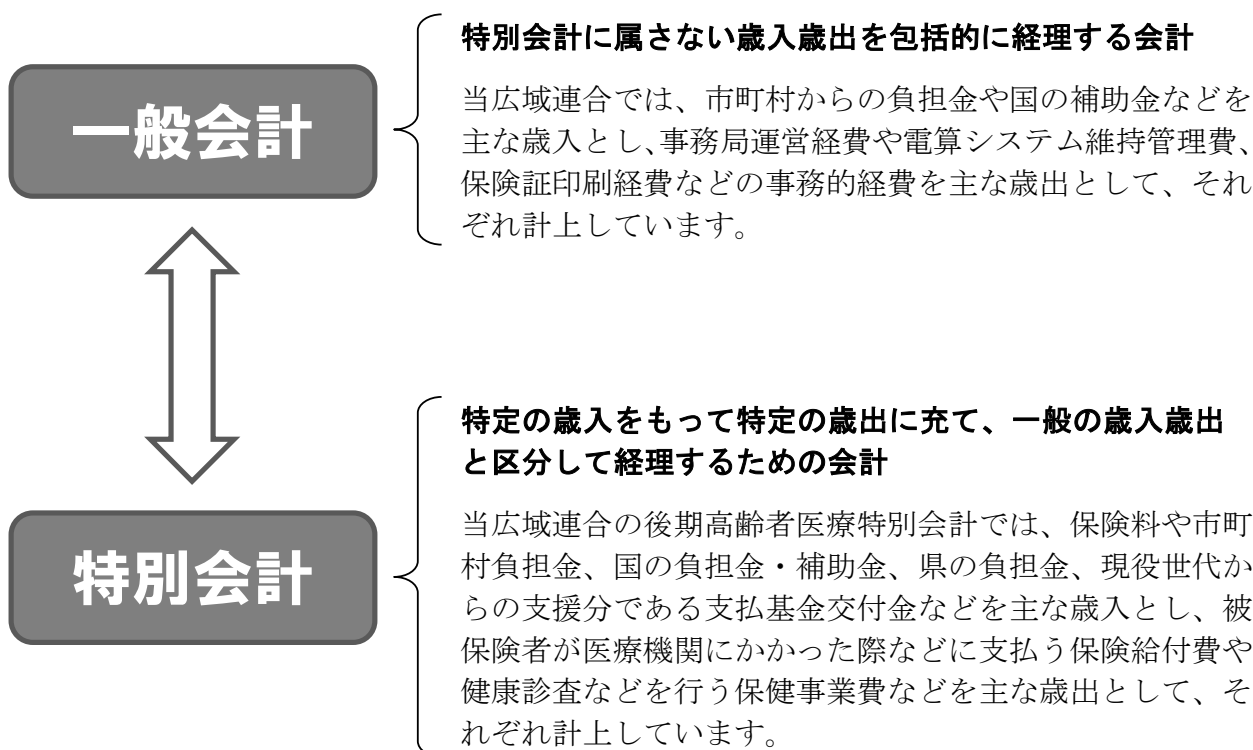 一般会計
特別会計に属さない歳入歳出を包括的に経理する会計
当広域連合では、市町村からの負担金や国の補助金などを
主な歳入とし、事務局運営経費や電算システム維持管理費、
保険証印刷経費などの事務的経費を主な歳出として、それ
ぞれ計上しています。
特別会計
特定の歳入をもって特定の歳出に充て、一般の歳入歳出
と区分して経理するための会計
当広域連合の後期高齢者医療特別会計では、保険料や市町
村負担金、国の負担金・補助金、県の負担金、現役世代か
らの支援分である支払基金交付金などを主な歳入とし、被
保険者が医療機関にかかった際などに支払う保険給付費や
健康診査などを行う保健事業費などを主な歳出として、そ
れぞれ計上しています。